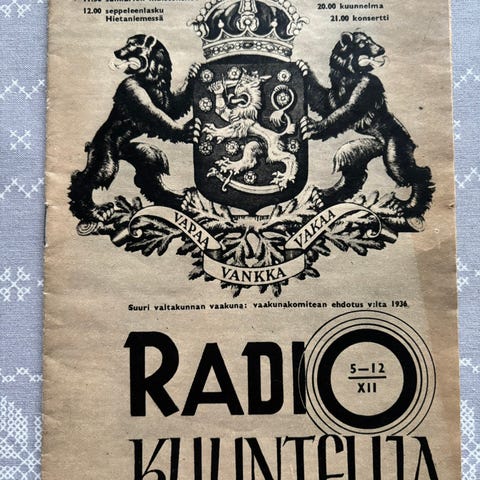 12.00 seppeleenlasku
Hietaniemessä
20.00 kuunnelma
21.00 konsertti
VAPAA
VANKKA
VAKAA
Suuri valtakunnan vaakuna: vaakunakomitean ehdotus v:lta 1936
RADIO
5—12
XII
KUUNTELIJA